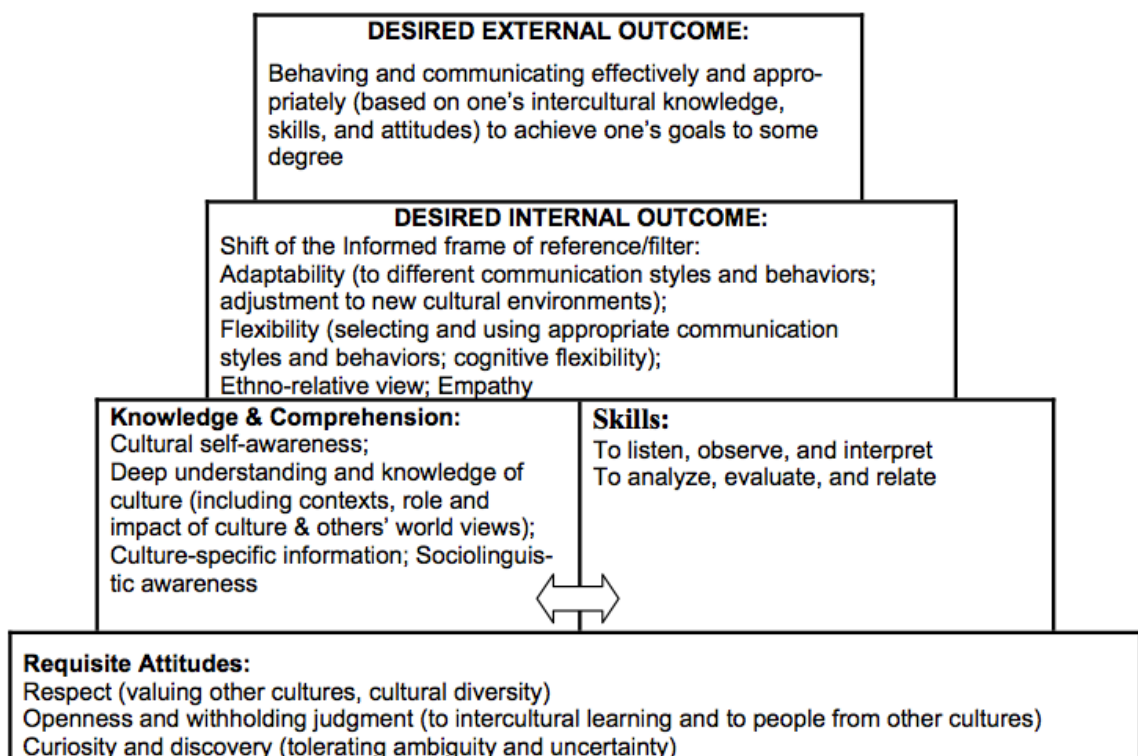 DESIRED EXTERNAL OUTCOME:
Behaving and communicating effectively and appro-
priately (based on one's intercultural knowledge,
skills, and attitudes) to achieve one's goals to some
degree
DESIRED INTERNAL OUTCOME:
Shift of the Informed frame of reference/filter:
Adaptability (to different communication styles and behaviors;
adjustment to new cultural environments);
Flexibility (selecting and using appropriate communication
styles and behaviors; cognitive flexibility);
Ethno-relative view; Empathy
Knowledge & Comprehension:
Cultural self-awareness;
Deep understanding and knowledge of
culture (including contexts, role and
impact of culture & others' world views);
Culture-specific information; Sociolinguis-
tic awareness
Skills:
To listen, observe, and interpret
To analyze, evaluate, and relate
Requisite Attitudes:
Respect (valuing other cultures, cultural diversity)
Openness and withholding judgment (to intercultural learning and to people from other cultures)
Curiosity and discovery (tolerating ambiguity and uncertainty)